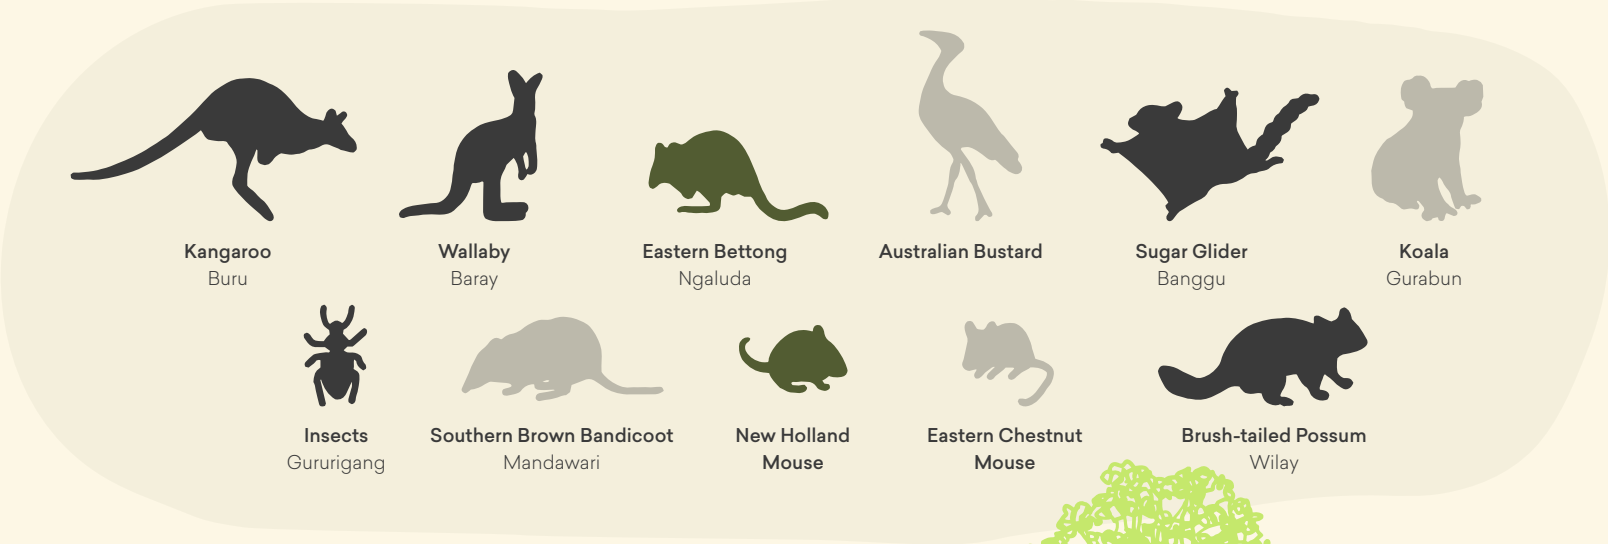 Kangaroo
Buru
Wallaby
Baray
Eastern Bettong
Ngaluda
Australian Bustard
Sugar Glider
Banggu
Koala
Gurabun
Insects
Gururigang
Southern Brown Bandicoot
Mandawari
New Holland
Mouse
Eastern Chestnut
Mouse
Brush-tailed Possum
Wilay